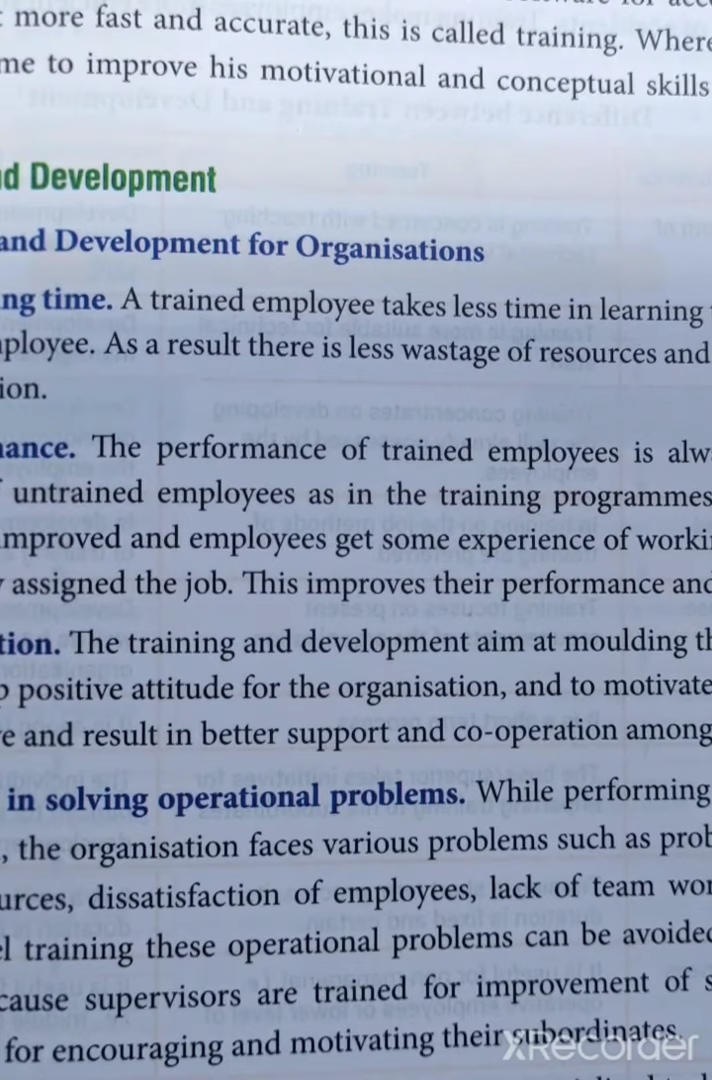 more fast and accurate, this is called training. Where
me to improve his motivational and conceptual skills
d Development
and Development for Organisations
ng time. A trained employee takes less time in learning
ployee. As a result there is less wastage of resources and
ion.
nance. The performance of trained employees is alw
untrained employees as in the training programmes
improved and employees get some experience of worki
assigned the job. This improves their performance and
tion. The training and development aim at moulding th
positive attitude for the organisation, and to motivate
e and result in better support and co-operation among
in solving operational problems. While performing
, the organisation faces various problems such as prob
urces, dissatisfaction of employees, lack of team wor
el training these operational problems can be avoided
cause supervisors are trained for improvement of s
for encouraging and motivating their subordinates.
XRecorder